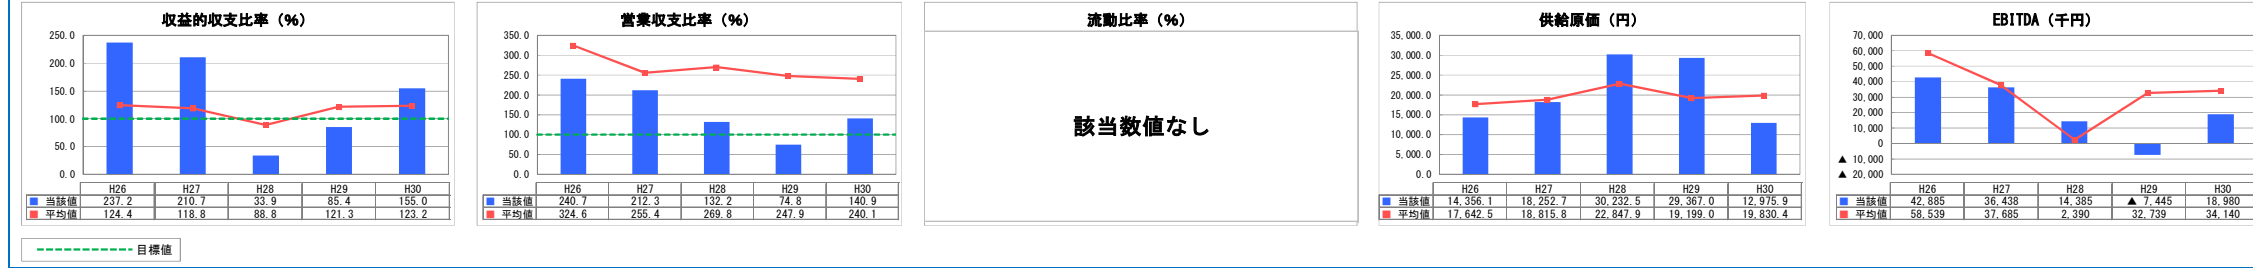 収益的収支比率（％）
250.0
200.0
150.0
100.0
50.0
0.0
H26 H27 H28 H29 H30
当該値 237.2 210.7 33.9 85.4 155.0
平均値 124.4 118.8 88.8 121.3 123.2
営業収支比率（％）
350.0
300.0
250.0
200.0
150.0
100.0
50.0
0.0
H26 H27 H28 H29 H30
当該値 240.7 212.3 132.2 74.8 140.9
平均値 324.6 255.4 269.8 247.9 240.1
流動比率（％）
該当数値なし
供給原価（円）
35,000.0
30,000.0
25,000.0
20,000.0
15,000.0
10,000.0
5,000.0
0.0
H26 H27 H28 H29 H30
当該値 14,356.1 18,252.7 30,232.5 29,367.0 12,975.9
平均値 17,642.5 18,815.8 22,847.9 19,199.0 19,830.4
EBITDA（千円）
70,000
60,000
50,000
40,000
30,000
20,000
10,000
0
▲ 10,000
▲ 20,000
H26 H27 H28 H29 H30
当該値 42,885 36,438 14,385 ▲ 7,445 18,980
平均値 58,539 37,685 2,390 32,739 34,140
目標値